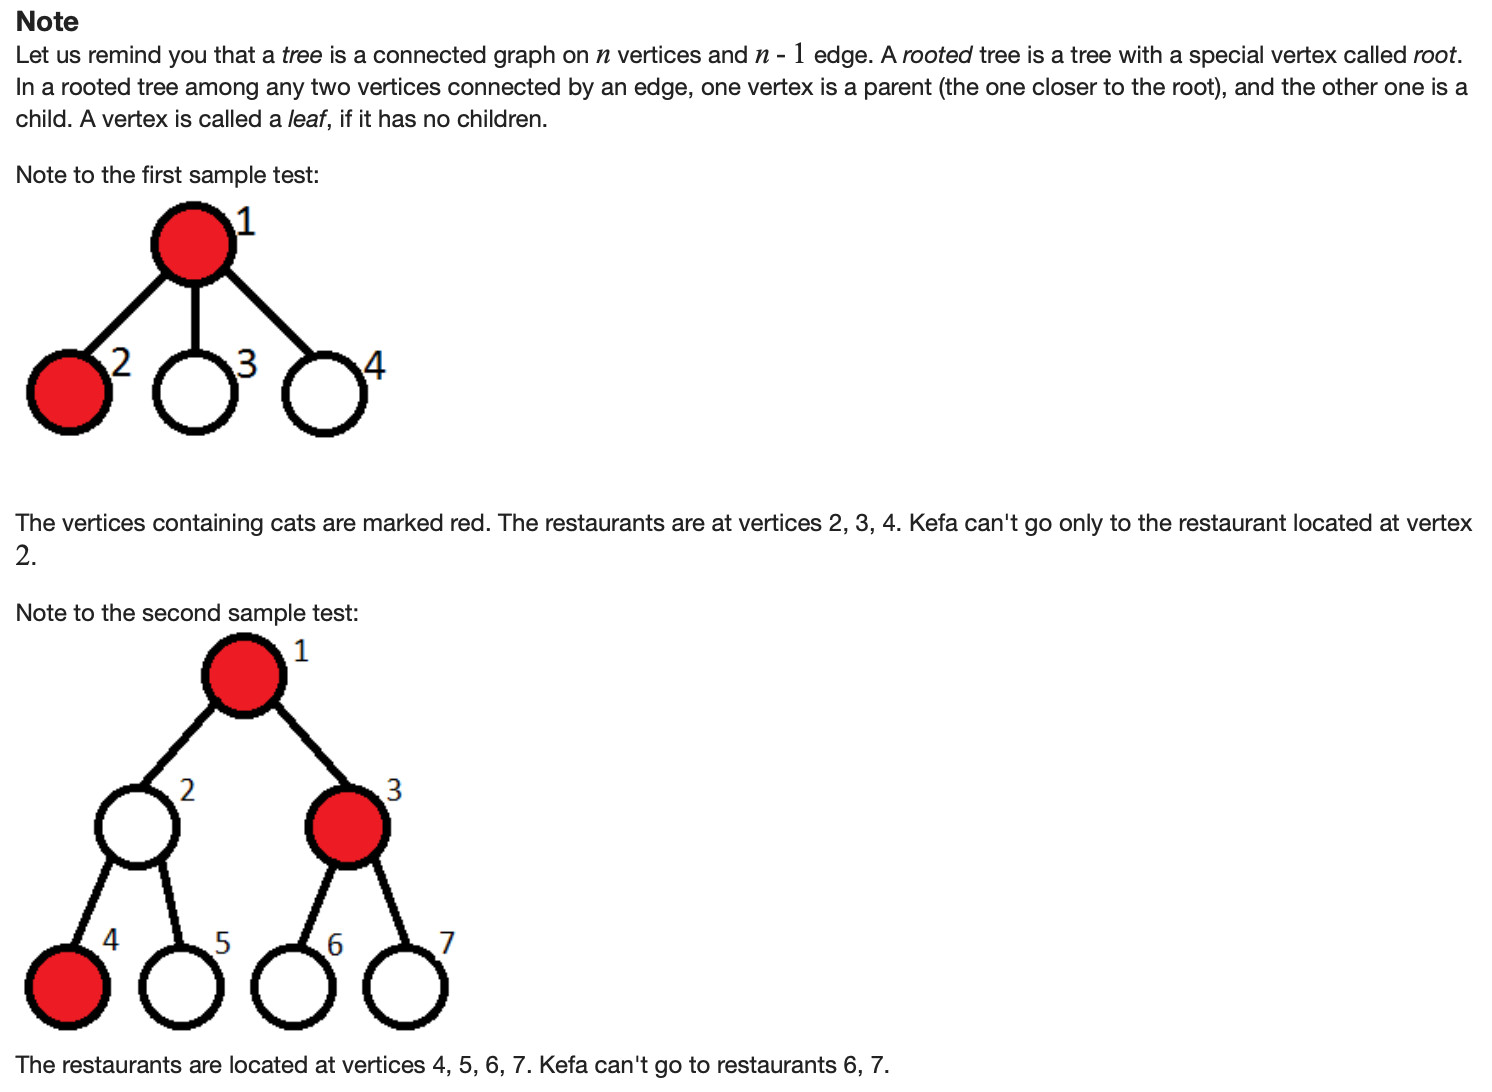 Note
Let us remind you that a tree is a connected graph on n vertices and n - 1 edge. A rooted tree is a tree with a special vertex called root.
In a rooted tree among any two vertices connected by an edge, one vertex is a parent (the one closer to the root), and the other one is a
child. A vertex is called a leaf, if it has no children.
Note to the first sample test:
1
2 3 4
The vertices containing cats are marked red. The restaurants are at vertices 2, 3, 4. Kefa can't go only to the restaurant located at vertex
2.
Note to the second sample test:
1
2 3
4 5 6 7
The restaurants are located at vertices 4, 5, 6, 7. Kefa can't go to restaurants 6, 7.